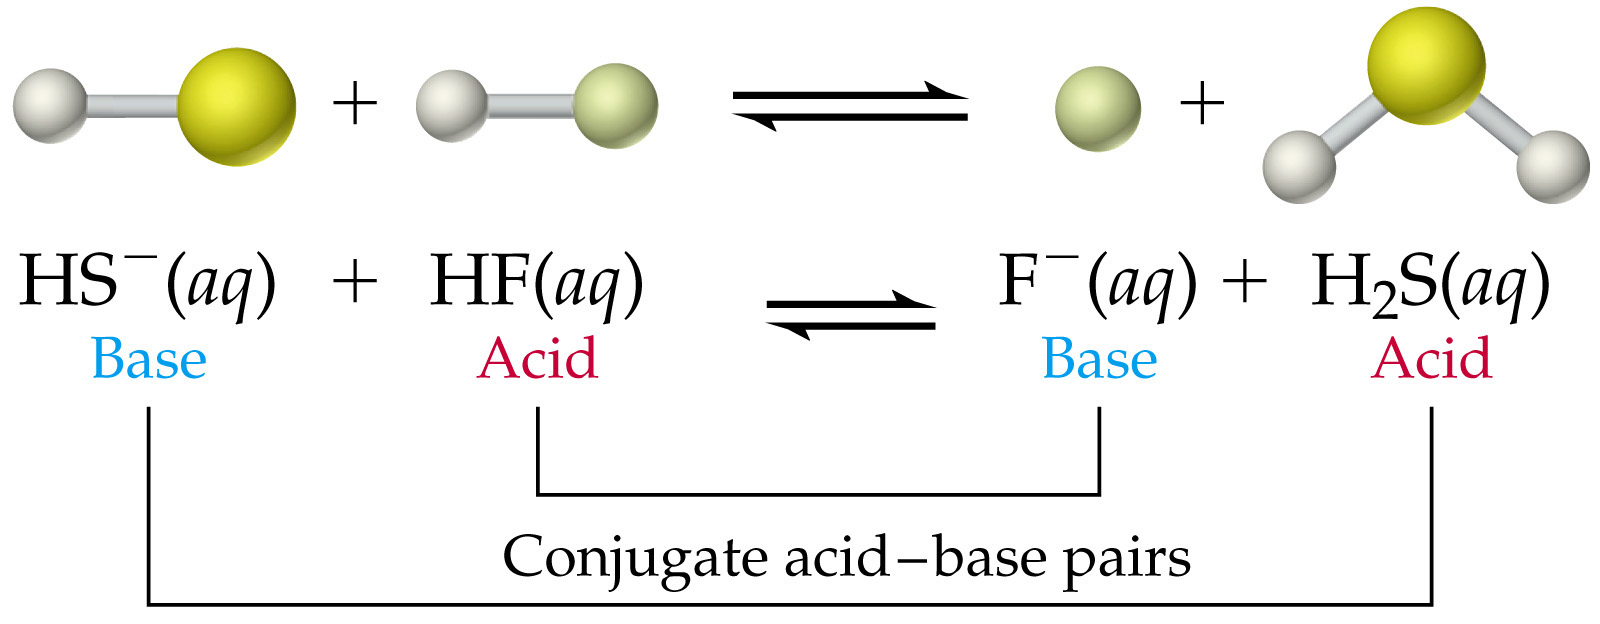 + ⇌ +
HS⁻(aq) + HF(aq) ⇌ F⁻(aq) + H₂S(aq)
Base Acid Base Acid
Conjugate acid–base pairs